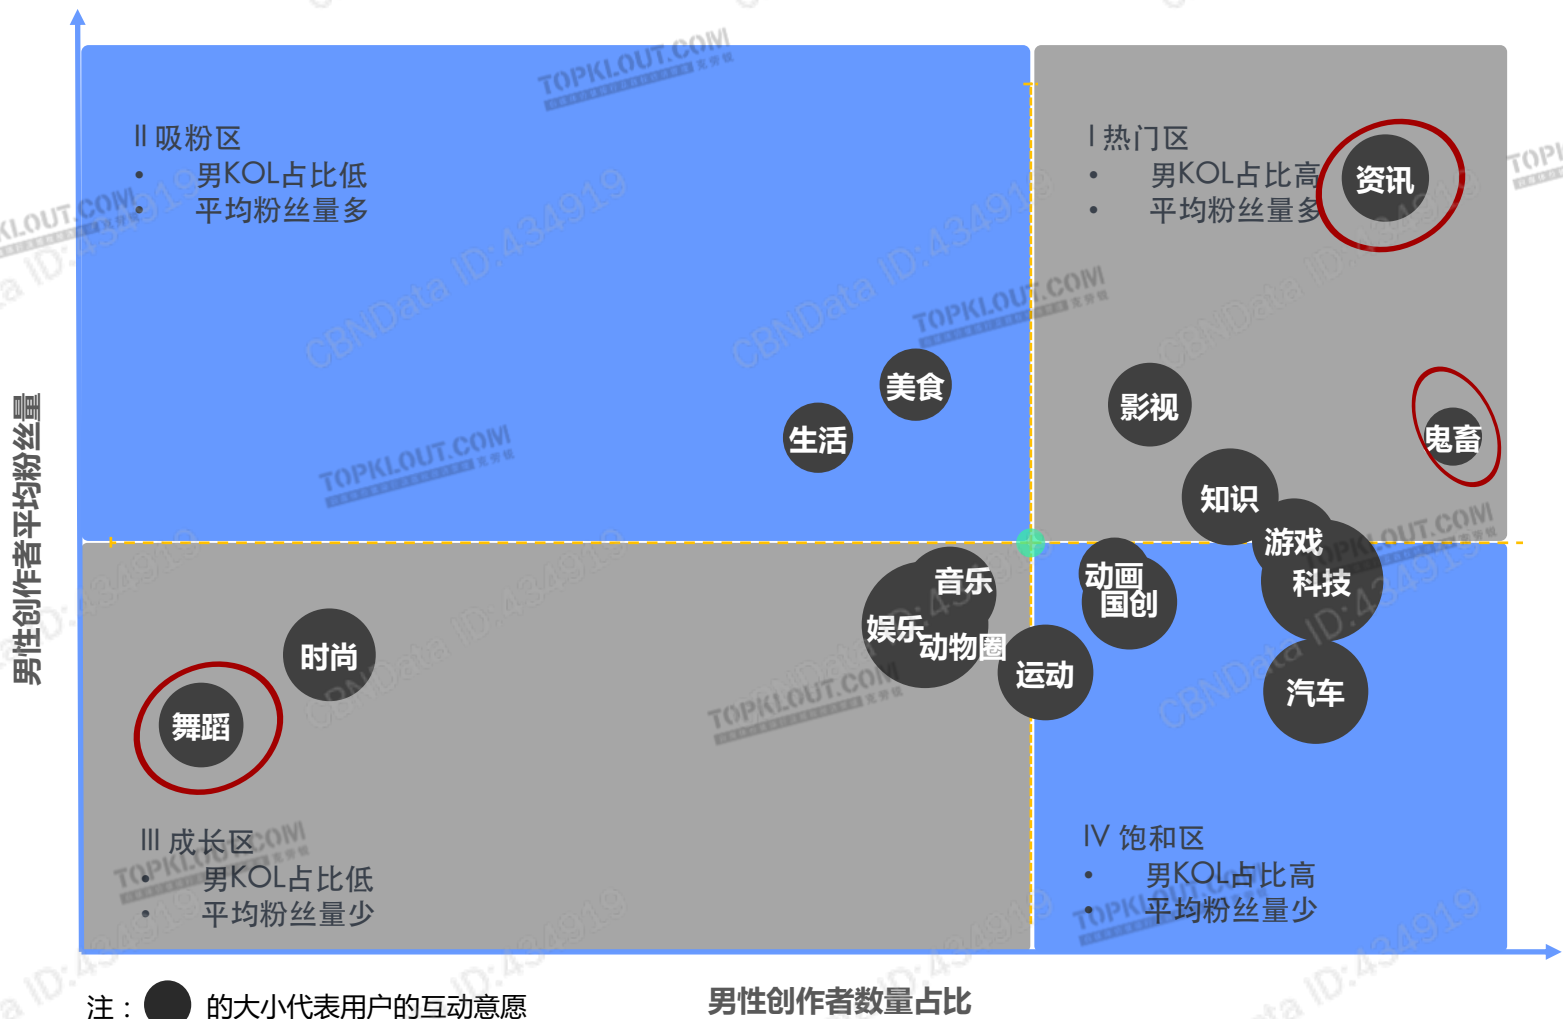 II 吸粉区
• 男KOL占比低
• 平均粉丝量多
I 热门区
• 男KOL占比高
• 平均粉丝量多
资讯
美食
生活
影视
鬼畜
知识
游戏
科技
动画
国创
音乐
娱乐
动物圈
运动
汽车
时尚
舞蹈
III 成长区
• 男KOL占比低
• 平均粉丝量少
IV 饱和区
• 男KOL占比高
• 平均粉丝量少
男性创作者平均粉丝量
男性创作者数量占比
注： 的大小代表用户的互动意愿
TOPKLOUT.COM
克劳锐
CBNData ID:434919